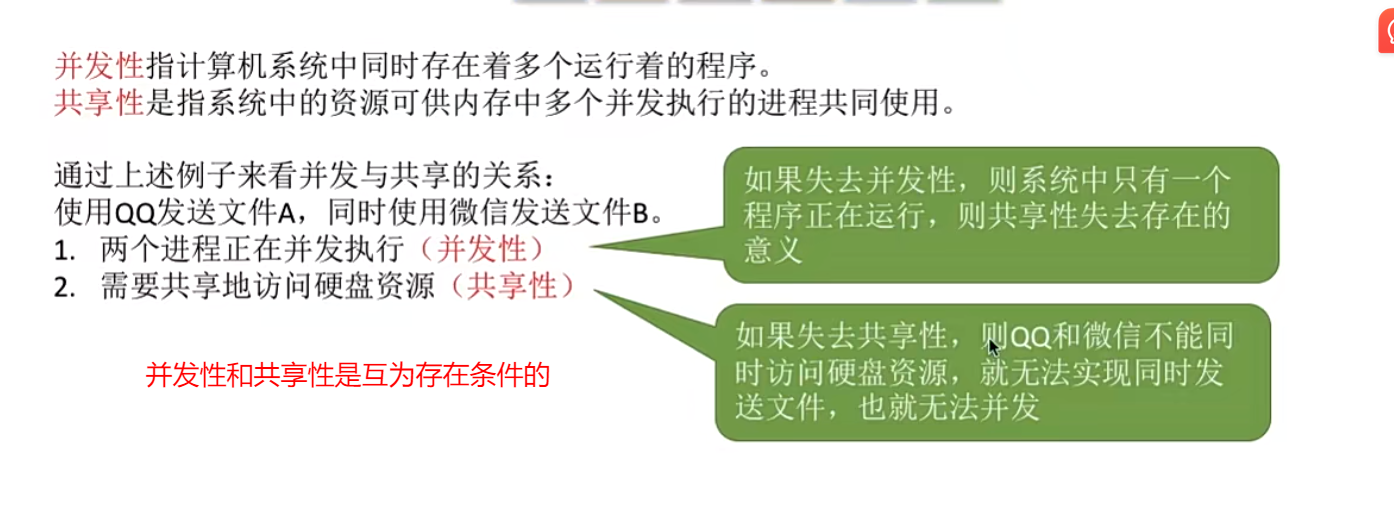 并发性指计算机系统中同时存在着多个运行着的程序。
共享性是指系统中的资源可供内存中多个并发执行的进程共同使用。
通过上述例子来看并发与共享的关系：
使用QQ发送文件A，同时使用微信发送文件B。
1. 两个进程正在并发执行（并发性）
2. 需要共享地访问硬盘资源（共享性）
如果失去并发性，则系统中只有一个
程序正在运行，则共享性失去存在的
意义
如果失去共享性，则QQ和微信不能同
时访问硬盘资源，就无法实现同时发
送文件，也就无法并发
并发性和共享性是互为存在条件的